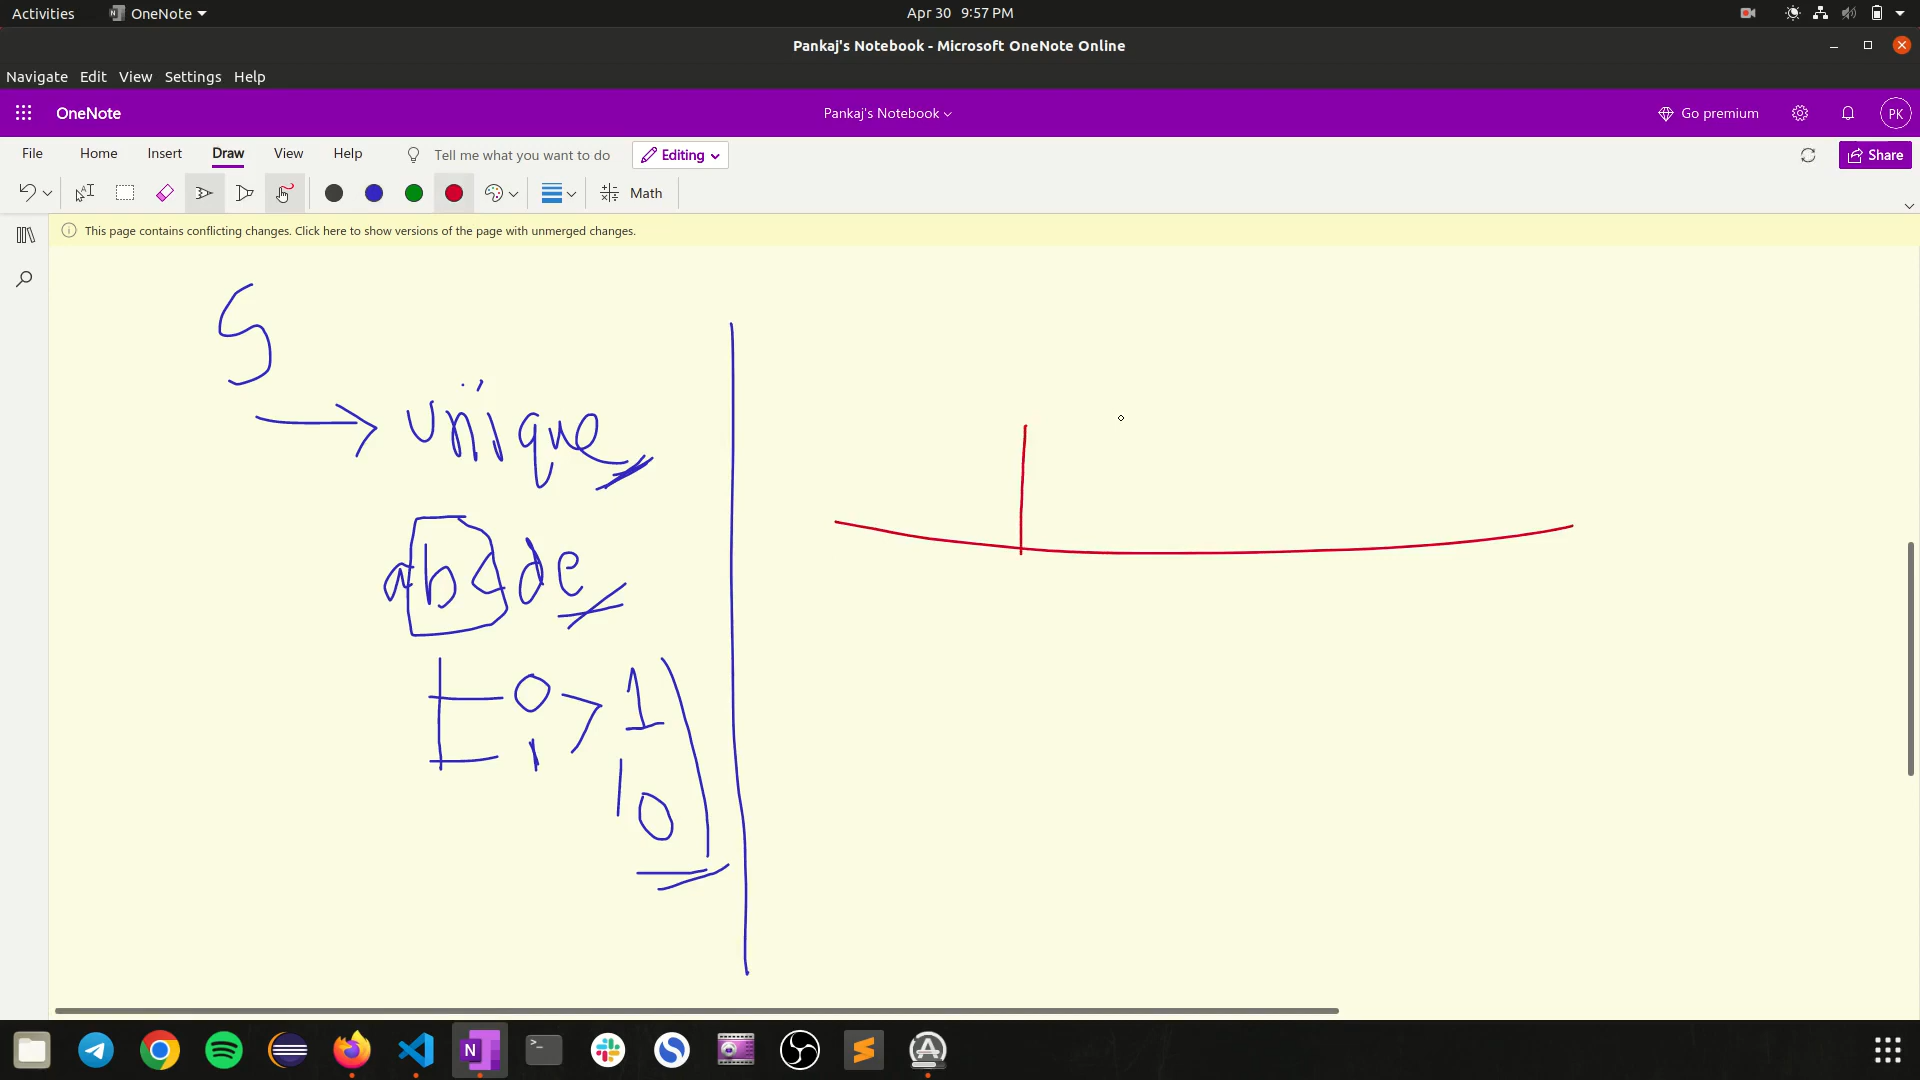 Activities OneNote Apr 30 9:57 PM
Pankaj's Notebook - Microsoft OneNote Online
Navigate Edit View Settings Help
OneNote Pankaj's Notebook Go premium PK
File Home Insert Draw View Help Tell me what you want to do Editing Share
Math
This page contains conflicting changes. Click here to show versions of the page with unmerged changes.
S
unique
abcde
0 1
1
10